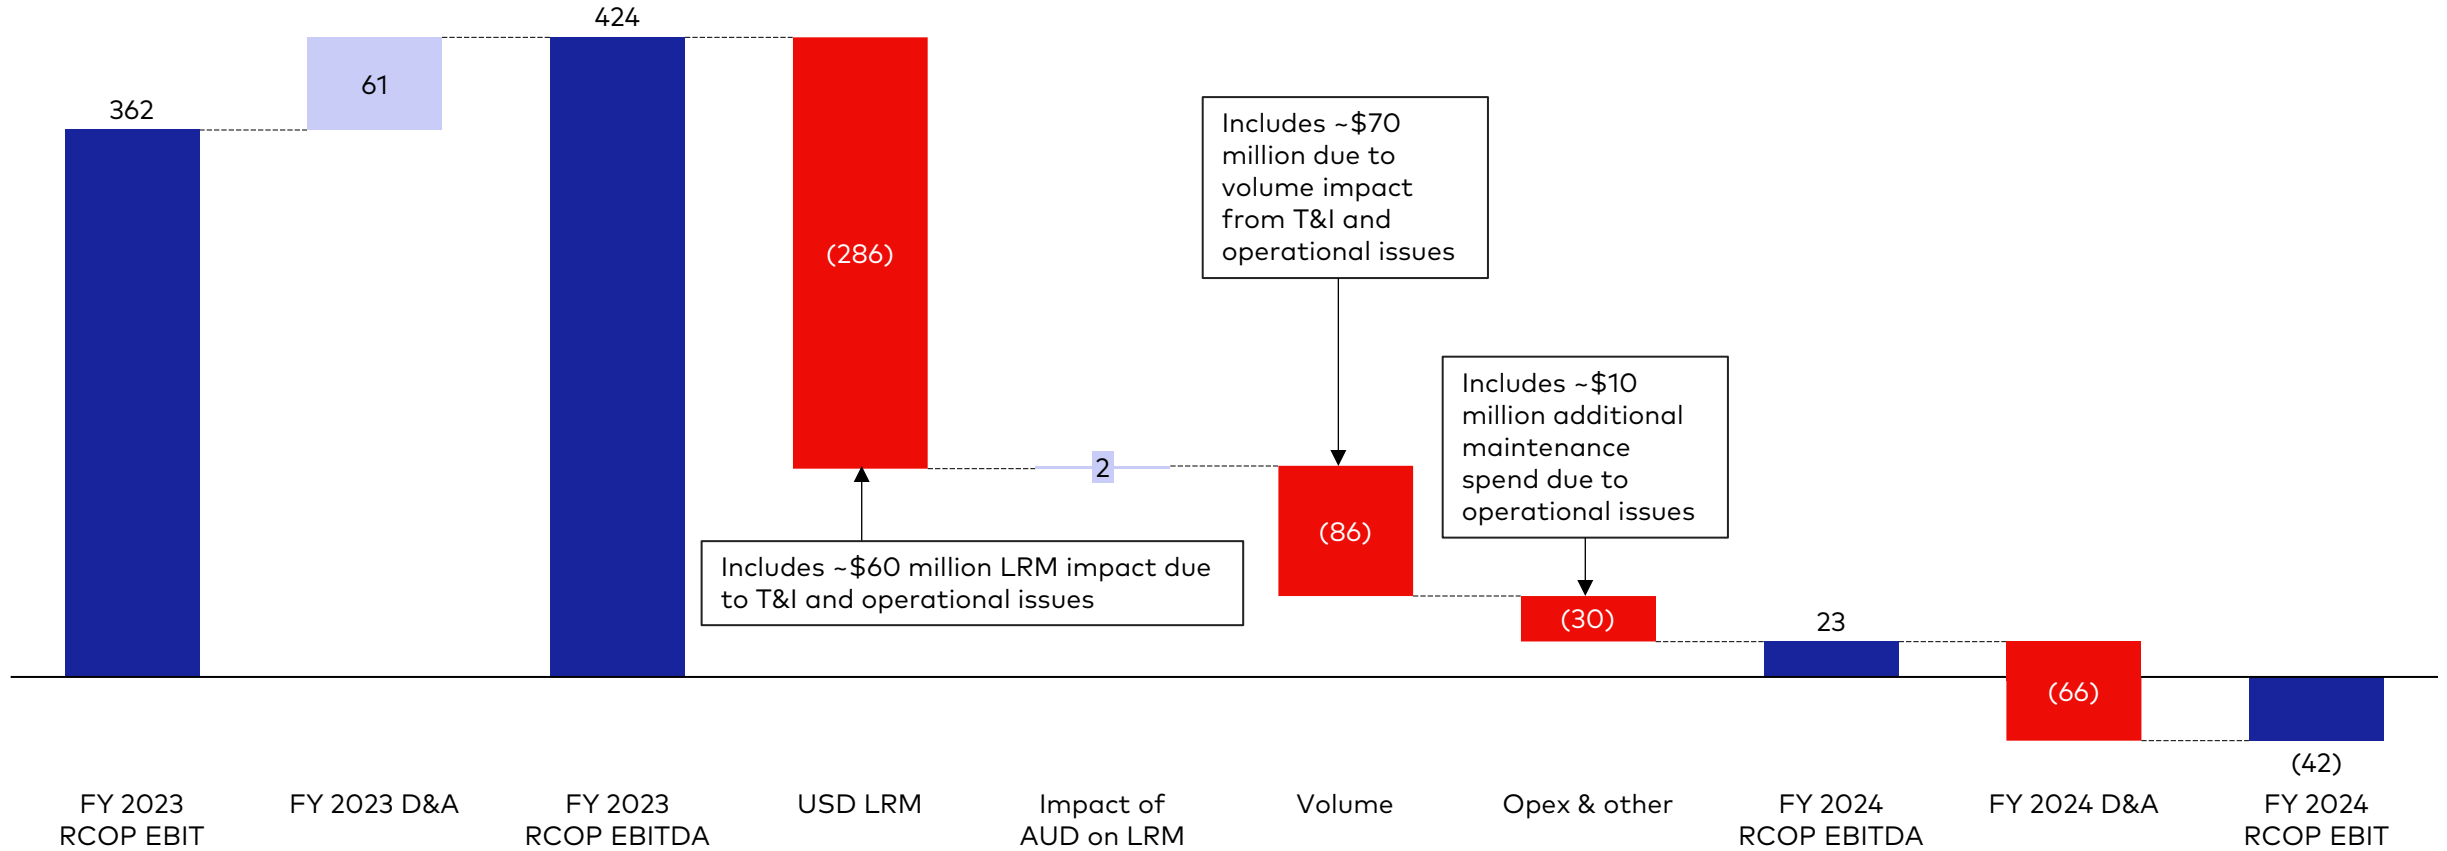 424
61
362
Includes ~$70
million due to
volume impact
from T&I and
operational issues
(286)
Includes ~$10
million additional
maintenance
spend due to
operational issues
2
(86)
Includes ~$60 million LRM impact due
to T&I and operational issues
(30)
23
(66)
(42)
FY 2023
RCOP EBIT
FY 2023 D&A
FY 2023
RCOP EBITDA
USD LRM
Impact of
AUD on LRM
Volume
Opex & other
FY 2024
RCOP EBITDA
FY 2024 D&A
FY 2024
RCOP EBIT